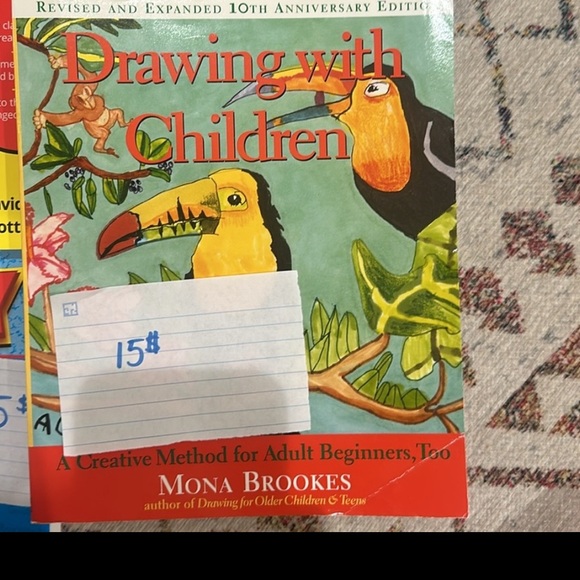 REVISED AND EXPANDED 10TH ANNIVERSARY EDITIO
Drawing with
Children
15$
A Creative Method for Adult Beginners, Too
MONA BROOKES
author of Drawing for Older Children & Teens